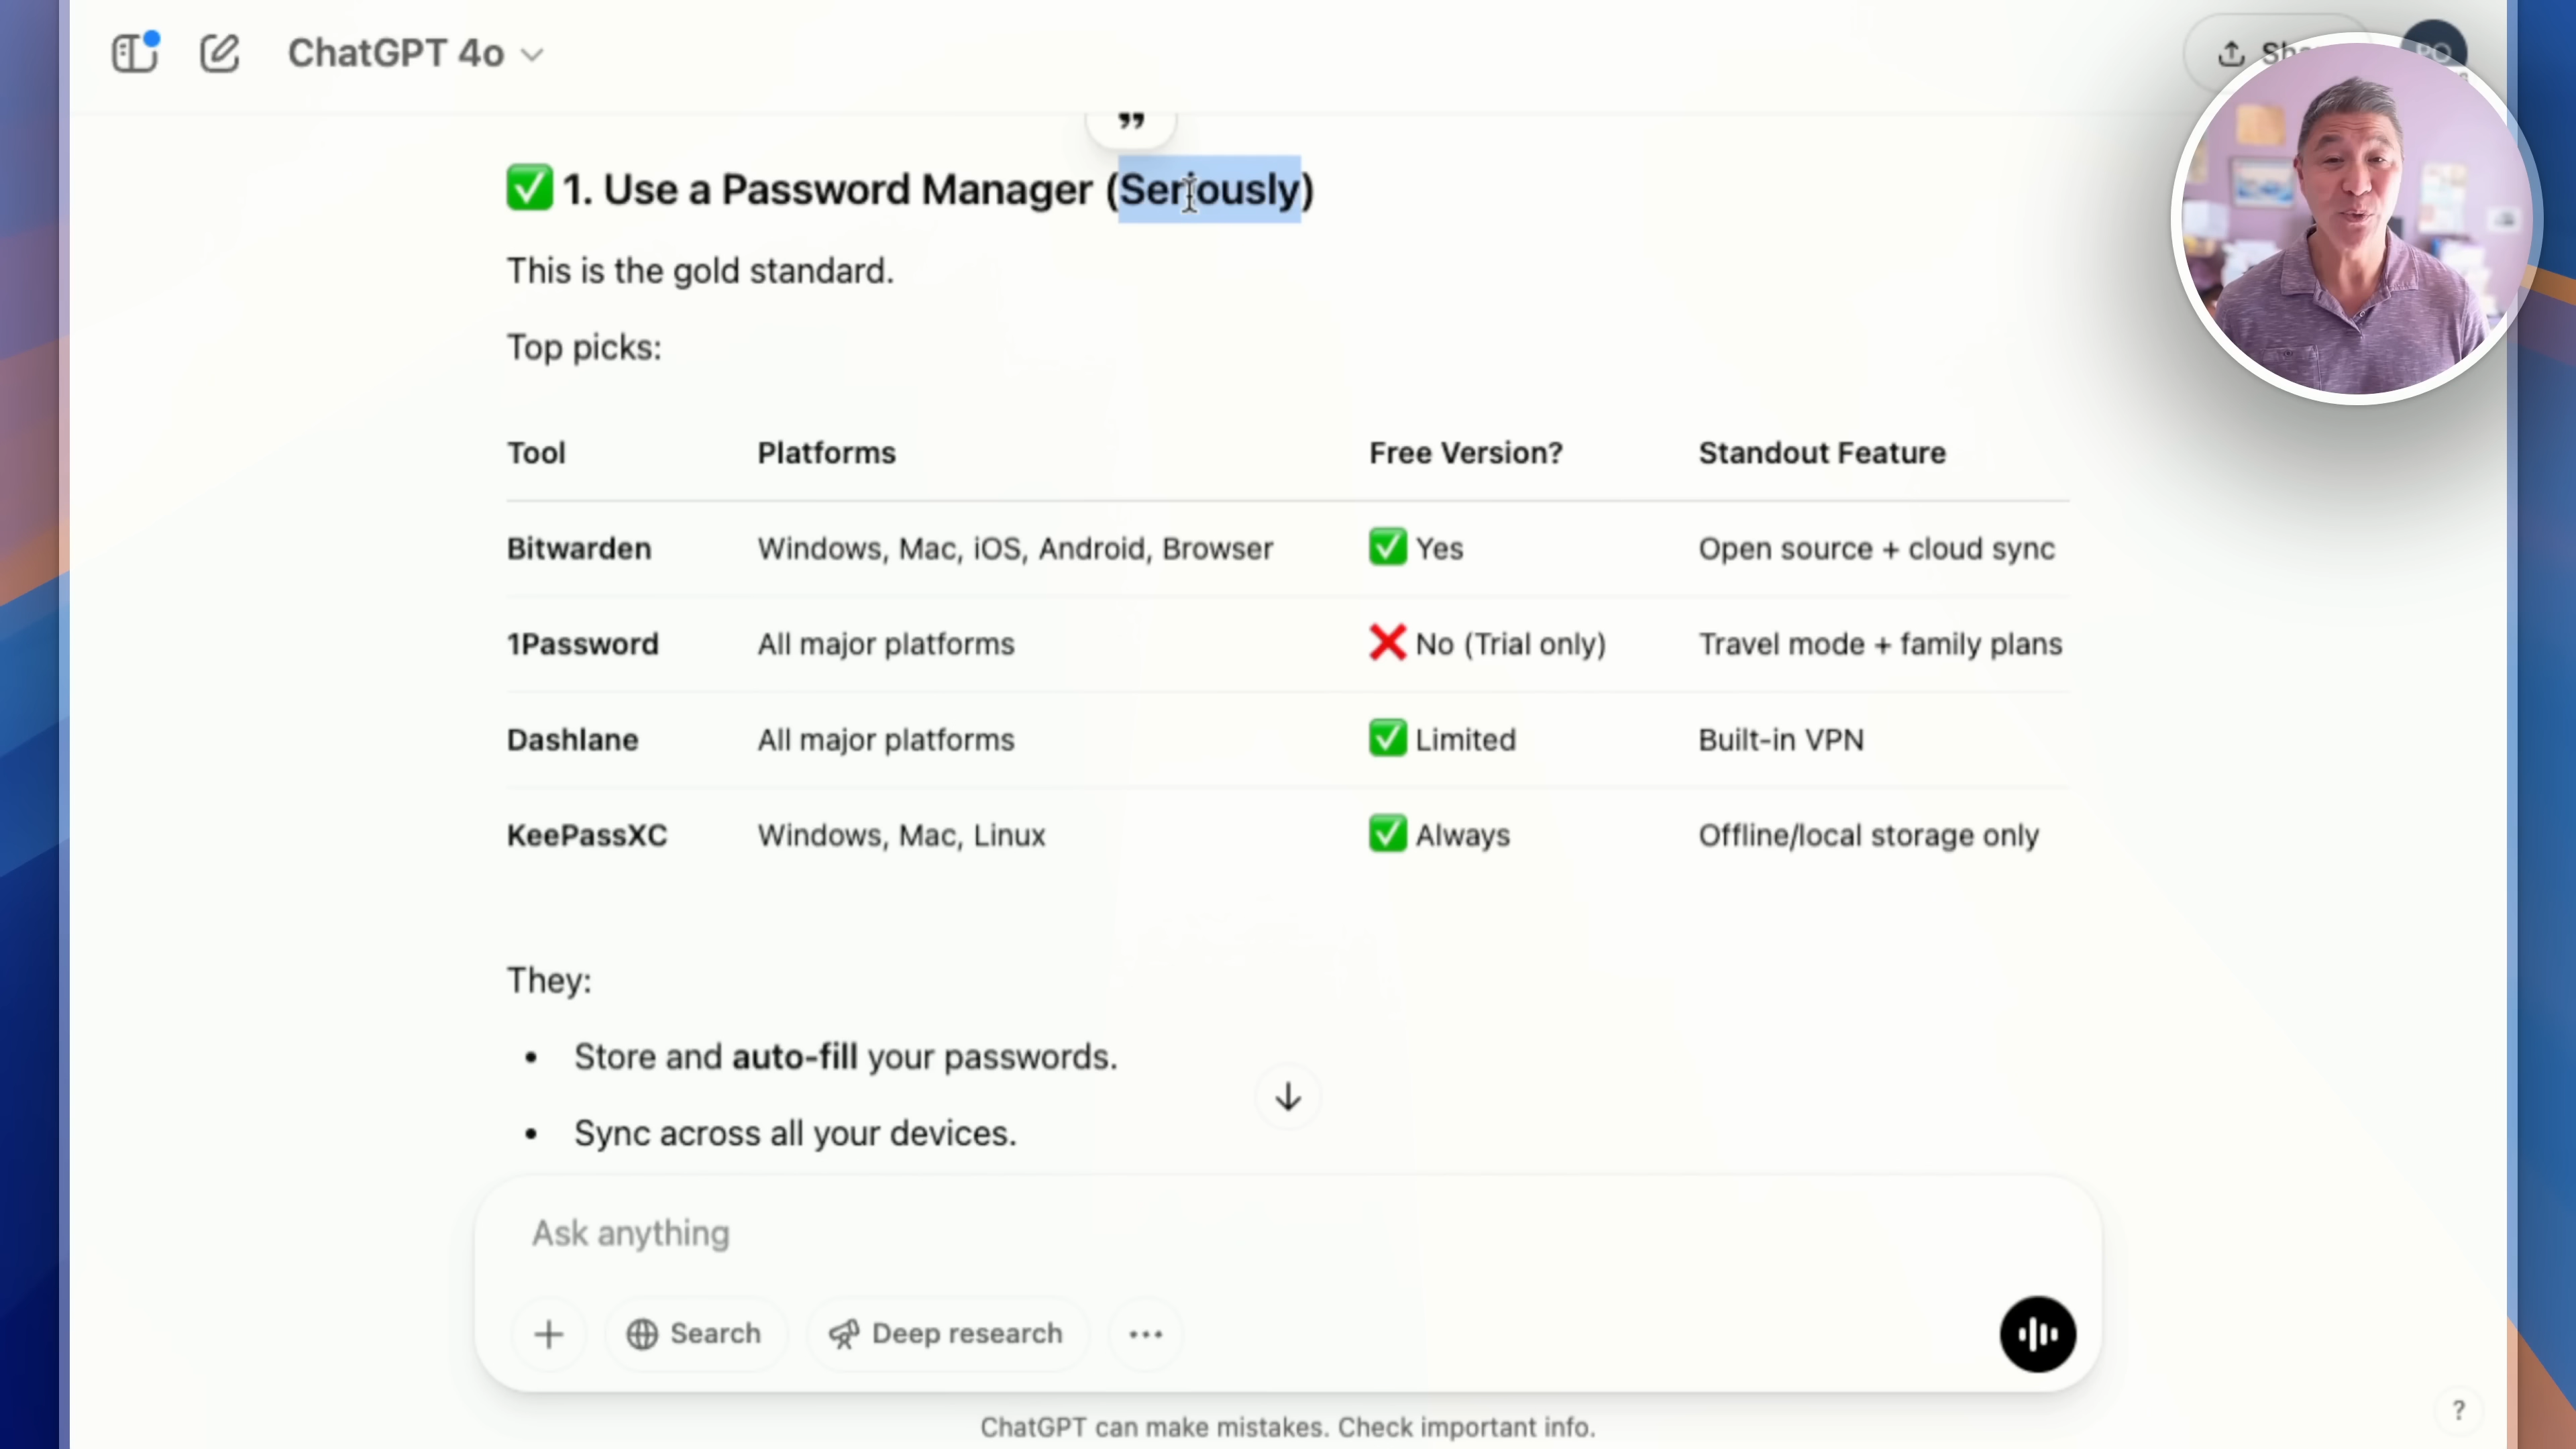 ChatGPT 4o
”
✅ 1. Use a Password Manager (Seriously)
This is the gold standard.
Top picks:
Tool Platforms Free Version? Standout Feature
Bitwarden Windows, Mac, iOS, Android, Browser ✅ Yes Open source + cloud sync
1Password All major platforms ❌ No (Trial only) Travel mode + family plans
Dashlane All major platforms ✅ Limited Built-in VPN
KeePassXC Windows, Mac, Linux ✅ Always Offline/local storage only
They:
• Store and auto-fill your passwords.
• Sync across all your devices.
Ask anything
Search Deep research
ChatGPT can make mistakes. Check important info.
?